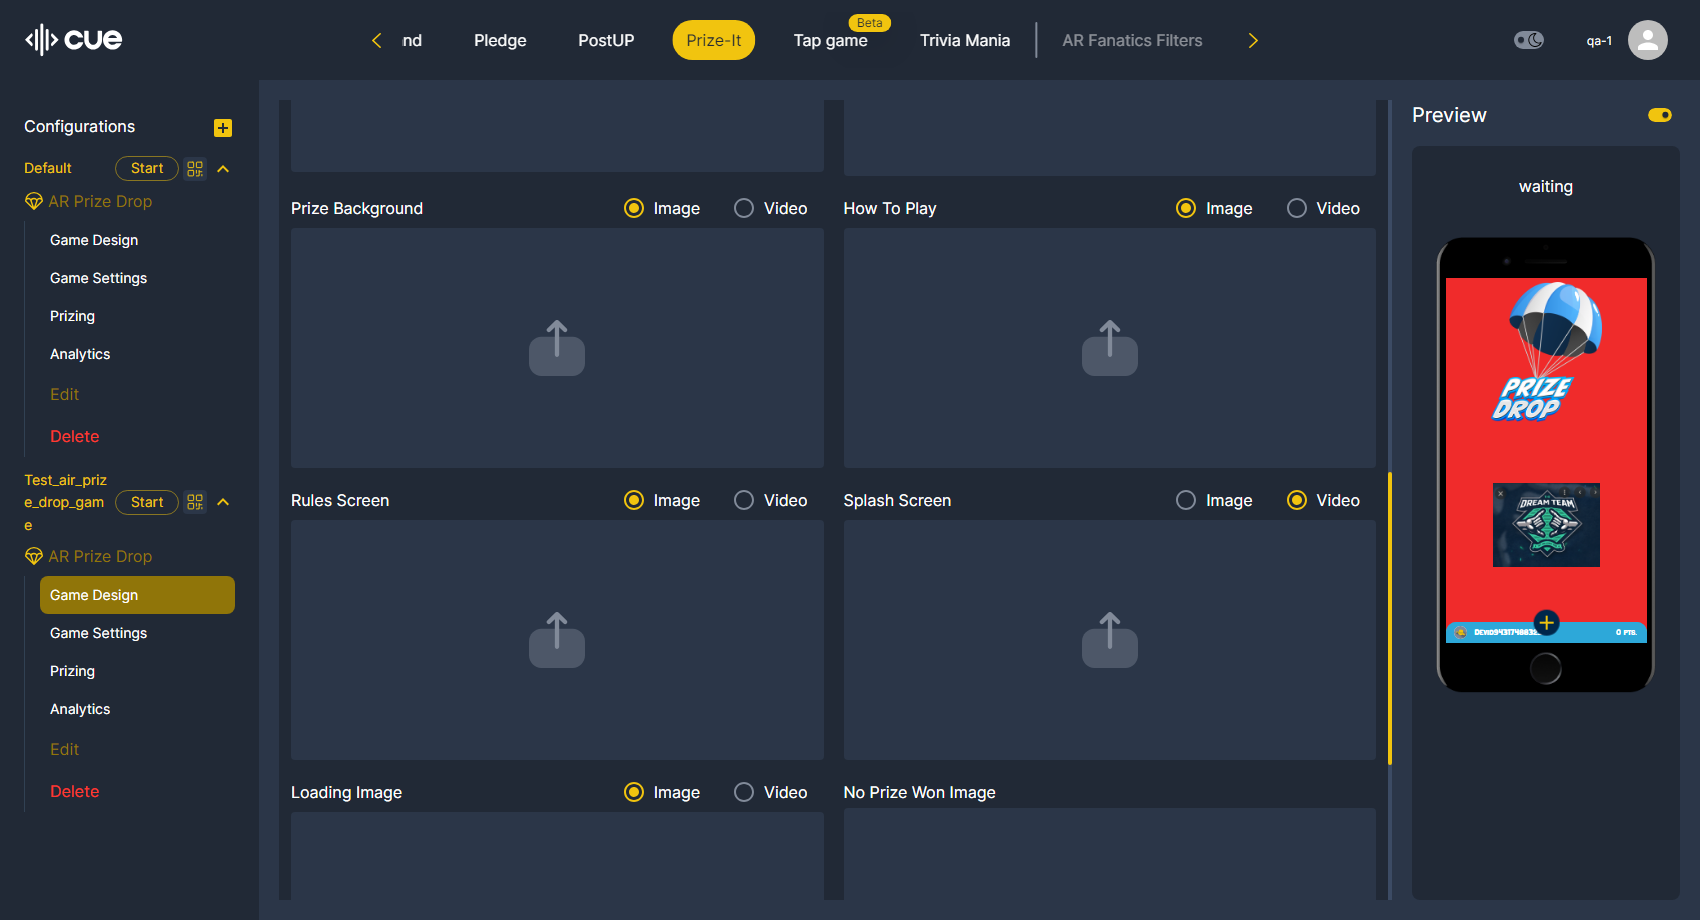 cue
nd
Pledge
PostUP
Prize-It
Beta
Tap game
Trivia Mania
AR Fanatics Filters
qa-1
Configurations
Default
Start
AR Prize Drop
Game Design
Game Settings
Prizing
Analytics
Edit
Delete
Test_air_priz
e_drop_gam
e
Start
AR Prize Drop
Game Design
Game Settings
Prizing
Analytics
Edit
Delete
Prize Background
Image
Video
How To Play
Image
Video
Rules Screen
Image
Video
Splash Screen
Image
Video
Loading Image
Image
Video
No Prize Won Image
Preview
waiting
PRIZE
DROP
DREAM TEAM
0 PTS.